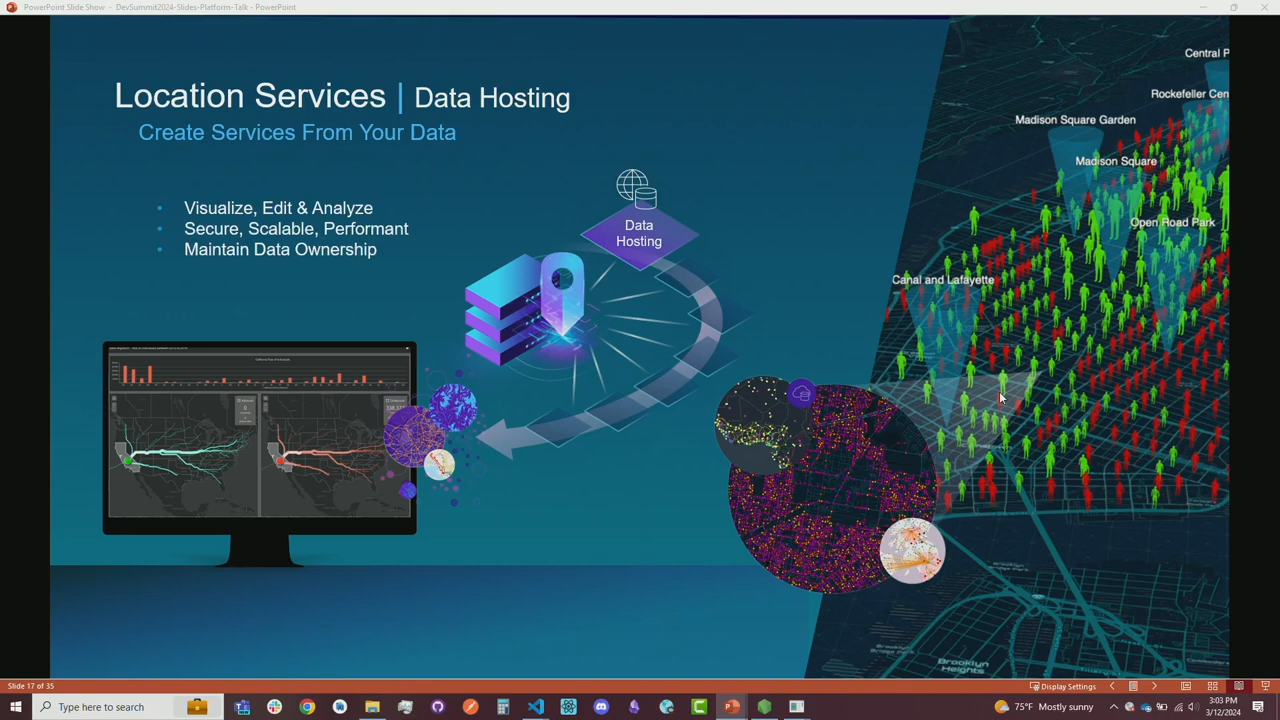 PowerPoint Slide Show - DevSummit2024-Slides-Platform-Talk - PowerPoint
Location Services | Data Hosting
Create Services From Your Data
• Visualize, Edit & Analyze
• Secure, Scalable, Performant
• Maintain Data Ownership
Data
Hosting
Central P
Rockefeller Cen
Madison Square Garden
Madison Square
Open Road Park
Canal and Lafayette
Brooklyn
Heights
Slide 17 of 35
Display Settings
Type here to search
75°F Mostly sunny
3:03 PM
3/12/2024